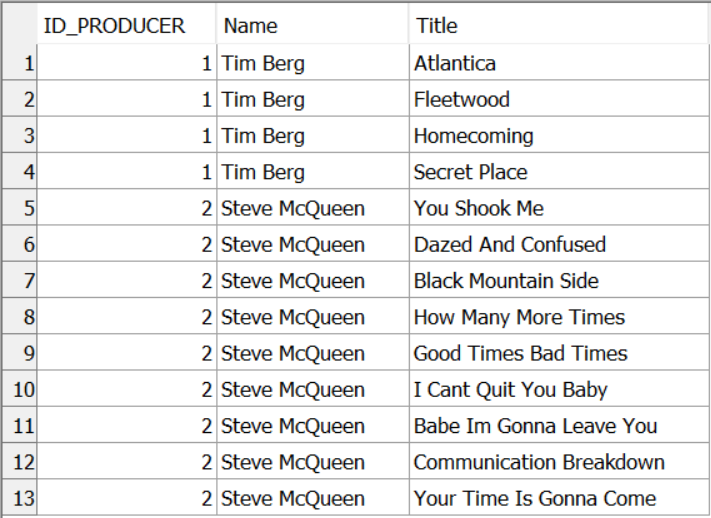 ID_PRODUCER Name Title
1 1 Tim Berg Atlantica
2 1 Tim Berg Fleetwood
3 1 Tim Berg Homecoming
4 1 Tim Berg Secret Place
5 2 Steve McQueen You Shook Me
6 2 Steve McQueen Dazed And Confused
7 2 Steve McQueen Black Mountain Side
8 2 Steve McQueen How Many More Times
9 2 Steve McQueen Good Times Bad Times
10 2 Steve McQueen I Cant Quit You Baby
11 2 Steve McQueen Babe Im Gonna Leave You
12 2 Steve McQueen Communication Breakdown
13 2 Steve McQueen Your Time Is Gonna Come